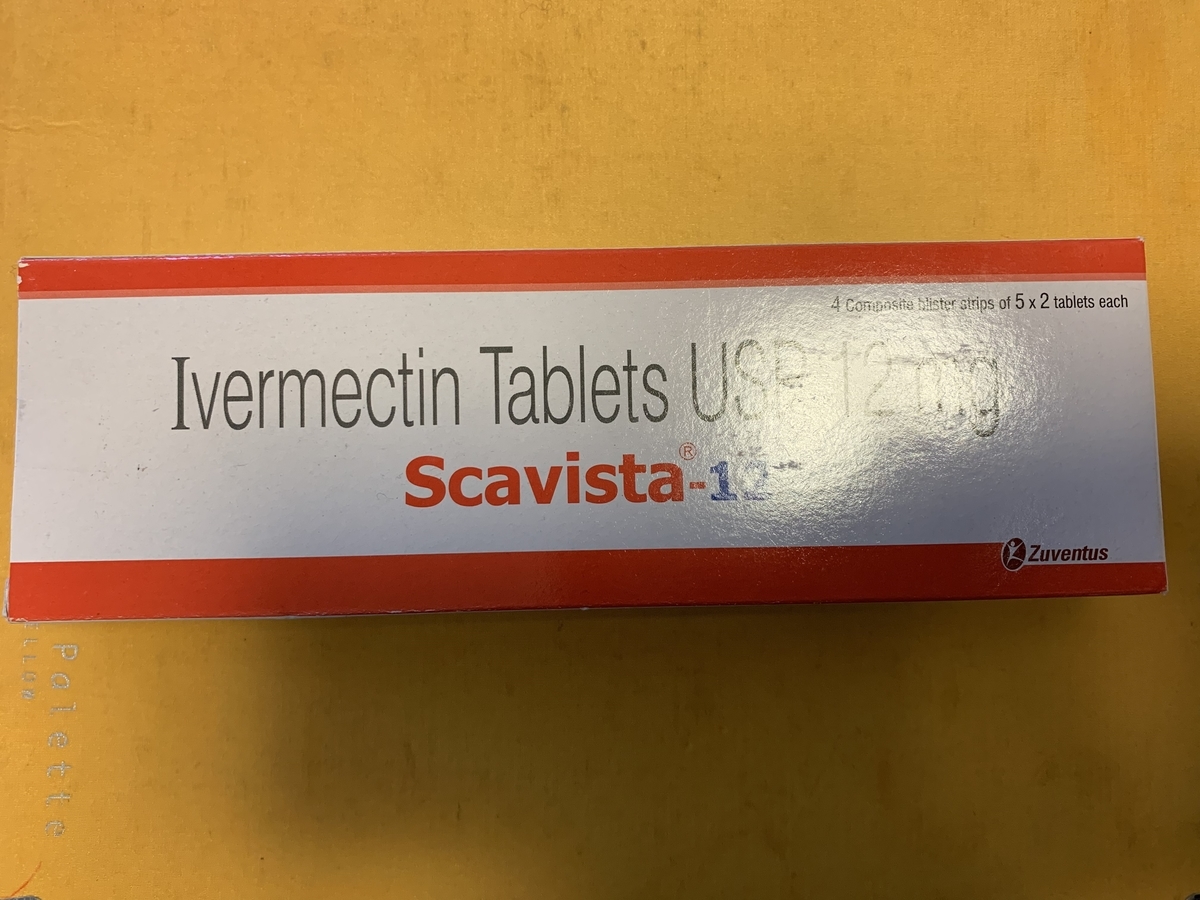 4 Composite blister strips of 5 x 2 tablets each
Ivermectin Tablets USP 12 mg
Scavista®-12
Zuventus
Palette